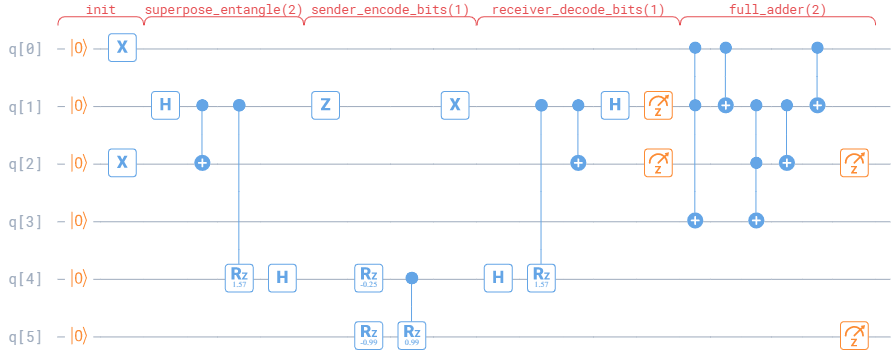 init superpose_entangle(2) sender_encode_bits(1) receiver_decode_bits(1) full_adder(2)
q[0] |0⟩ X
q[1] |0⟩ H Z X H Z
q[2] |0⟩ X Z Z
q[3] |0⟩
q[4] |0⟩ Rz 1.57 H Rz -0.25 H Rz 1.57
q[5] |0⟩ Rz -0.99 Rz 0.99 Z